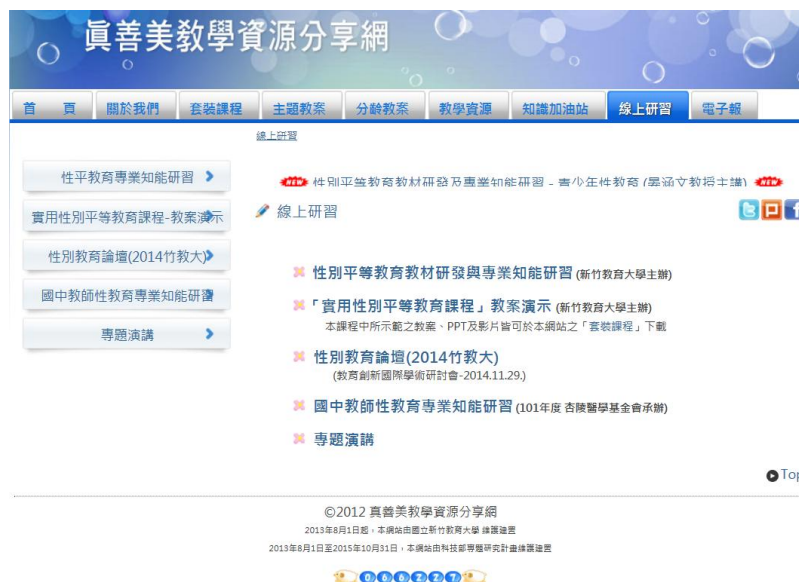 眞善美教學資源分享網
首 頁 關於我們 套裝課程 主題教案 分齡教案 教學資源 知識加油站 線上研習 電子報
線上研習
性平教育專業知能研習
實用性別平等教育課程-教案演示
性別教育論壇(2014竹教大)
國中教師性教育專業知能研習
專題演講
NEW 性別平等教育教材研發及專業知能研習 - 青少年性教育 (晏涵文教授主講) NEW
線上研習
性別平等教育教材研發與專業知能研習 (新竹教育大學主辦)
「實用性別平等教育課程」教案演示 (新竹教育大學主辦)
本課程中所示範之教案、PPT及影片皆可於本網站之「套裝課程」下載
性別教育論壇(2014竹教大)
(教育創新國際學術研討會-2014.11.29.)
國中教師性教育專業知能研習 (101年度 杏陵醫學基金會承辦)
專題演講
Top
©2012 真善美教學資源分享網
2013年8月1日起，本網站由國立新竹教育大學 維護建置
2013年8月1日至2015年10月31日，本網站由科技部專題研究計畫維護建置
066227